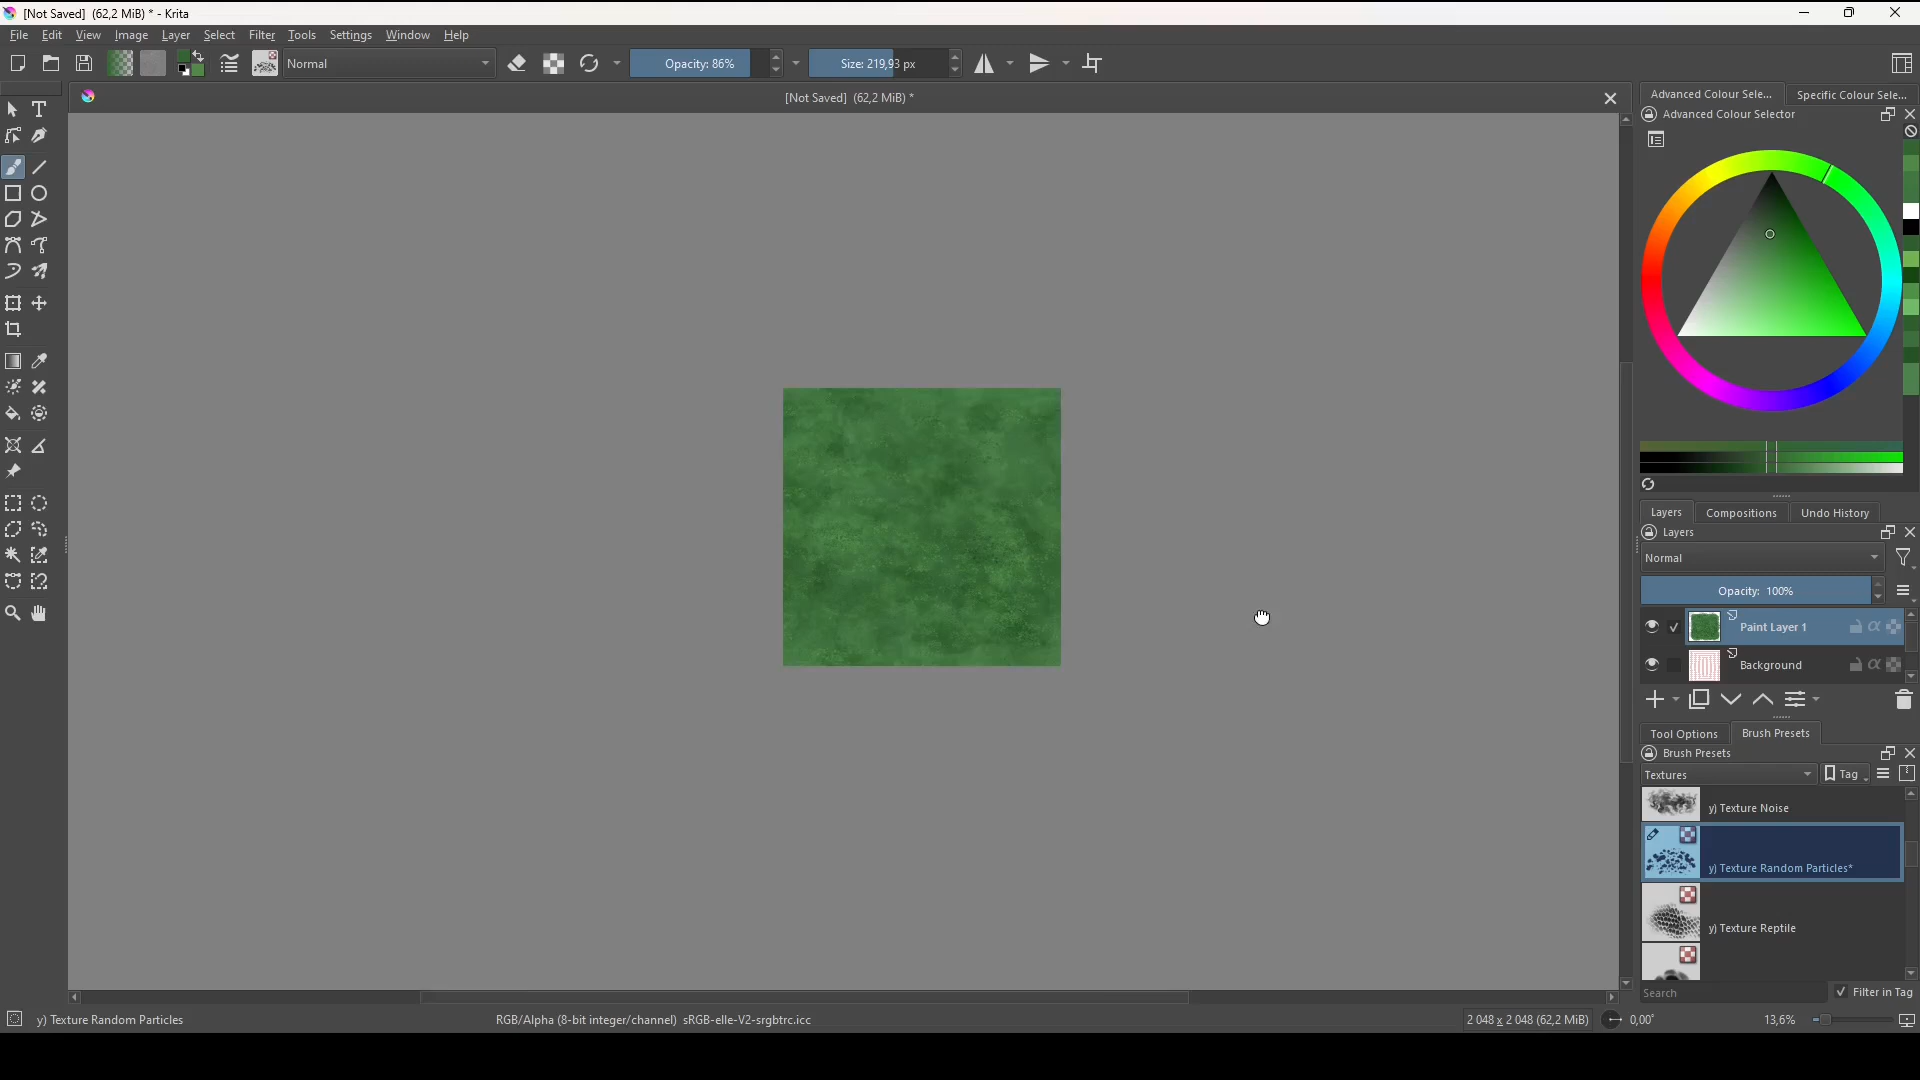 [Not Saved] (62,2 MiB) * - Krita
File Edit View Image Layer Select Filter Tools Settings Window Help
Normal
Opacity: 86%
Size: 219,93 px
[Not Saved] (62,2 MiB) *
Advanced Colour Sele...
Specific Colour Sele...
Advanced Colour Selector
Layers
Compositions
Undo History
Layers
Normal
Opacity: 100%
Paint Layer 1
Background
Tool Options
Brush Presets
Brush Presets
Textures
Tag
y) Texture Noise
y) Texture Random Particles*
y) Texture Reptile
Search
Filter in Tag
y) Texture Random Particles
RGB/Alpha (8-bit integer/channel) sRGB-elle-V2-srgbtrc.icc
2 048 x 2 048 (62,2 MiB)
0,00°
13,6%